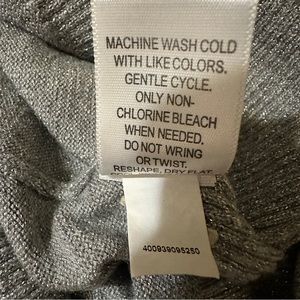 MACHINE WASH COLD
WITH LIKE COLORS.
GENTLE CYCLE.
ONLY NON-
CHLORINE BLEACH
WHEN NEEDED.
DO NOT WRING
OR TWIST.
RESHAPE, DRY FLAT.
400939095250